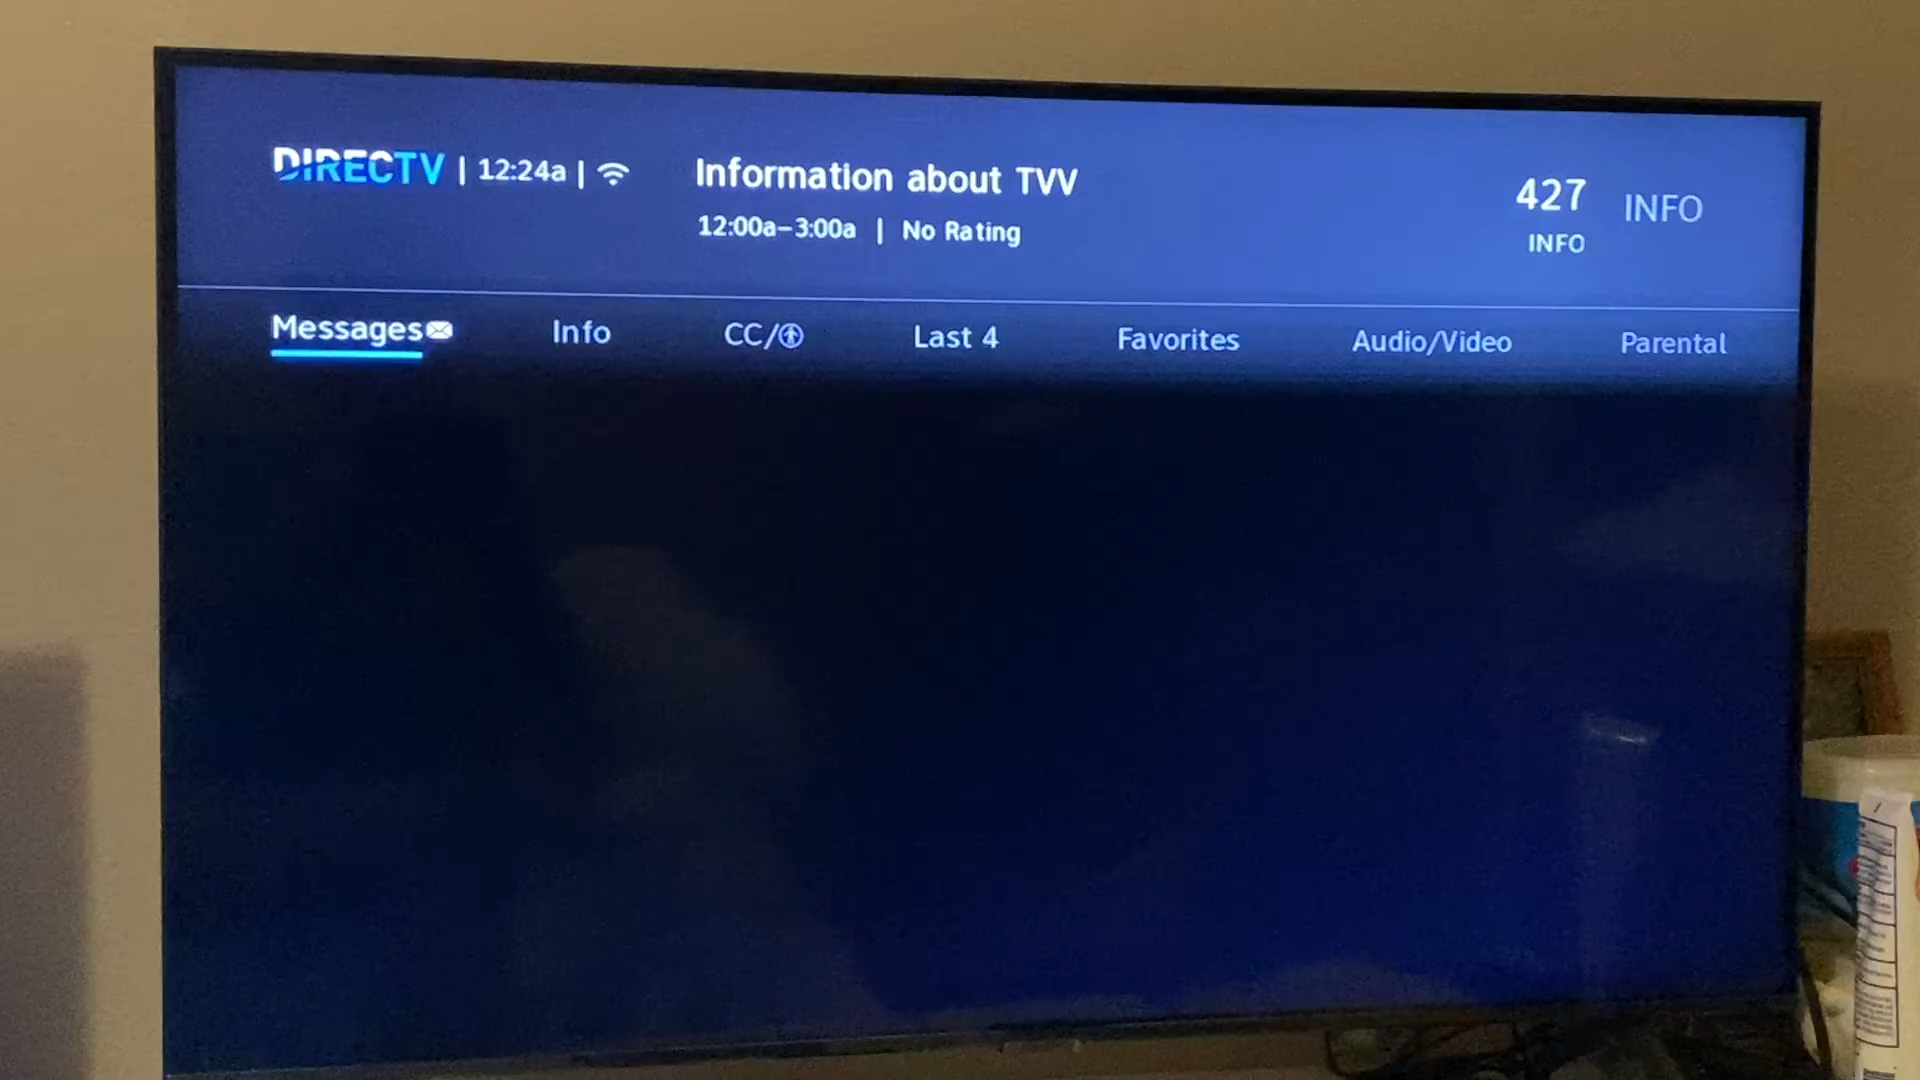 DIRECTV | 12:24a |
Information about TVV
12:00a–3:00a | No Rating
427 INFO
INFO
Messages Info CC/ Last 4 Favorites Audio/Video Parental